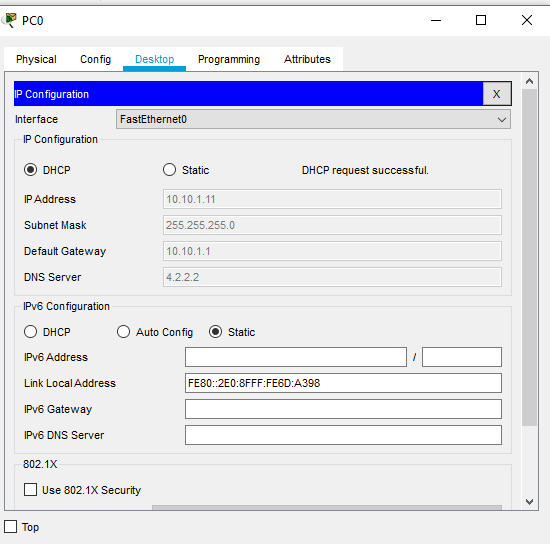 PC0
Physical Config Desktop Programming Attributes
IP Configuration X
Interface FastEthernet0
IP Configuration
DHCP Static DHCP request successful.
IP Address 10.10.1.11
Subnet Mask 255.255.255.0
Default Gateway 10.10.1.1
DNS Server 4.2.2.2
IPv6 Configuration
DHCP Auto Config Static
IPv6 Address /
Link Local Address FE80::2E0:8FFF:FE6D:A398
IPv6 Gateway
IPv6 DNS Server
802.1X
Use 802.1X Security
Top